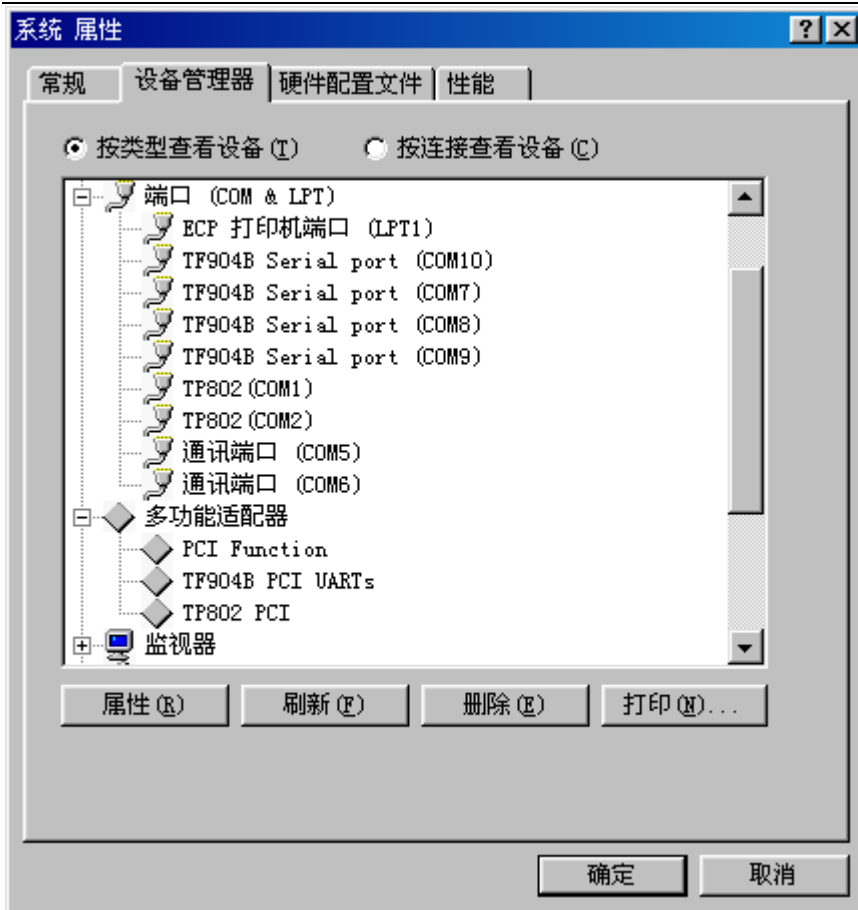 系统 属性
常规 设备管理器 硬件配置文件 性能
按类型查看设备(T) 按连接查看设备(C)
端口 (COM & LPT)
ECP 打印机端口 (LPT1)
TF904B Serial port (COM10)
TF904B Serial port (COM7)
TF904B Serial port (COM8)
TF904B Serial port (COM9)
TP802(COM1)
TP802(COM2)
通讯端口 (COM5)
通讯端口 (COM6)
多功能适配器
PCI Function
TF904B PCI UARTs
TP802 PCI
监视器
属性(R) 刷新(F) 删除(E) 打印(N)...
确定 取消